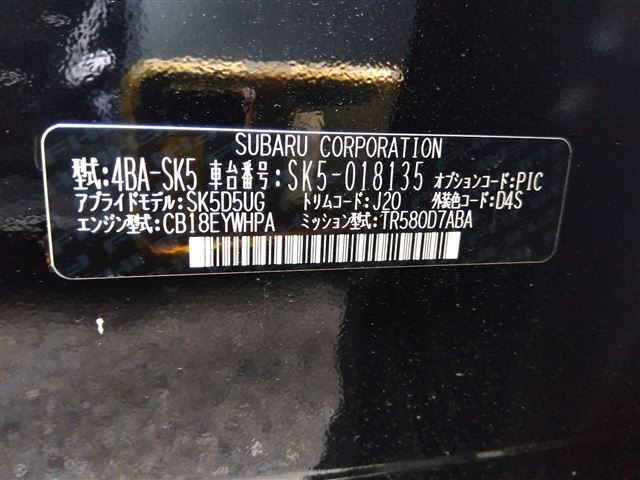 SUBARU CORPORATION
型式:4BA-SK5 車台番号:SK5-018135 オプションコード:PIC
アプライドモデル:SK5D5UG トリムコード:J20 外装色コード:D4S
エンジン型式:CB18EYWHPA ミッション型式:TR580D7ABA